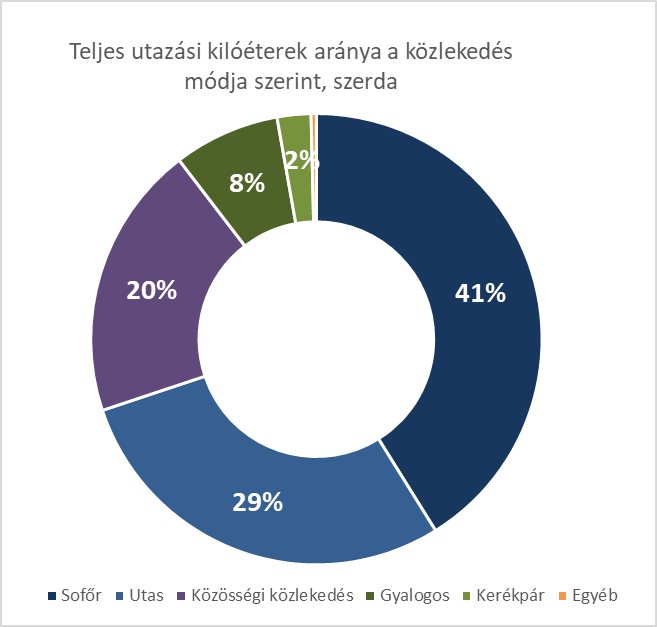 Teljes utazási kilóéterek aránya a közlekedés
módja szerint, szerda
2%
8%
20%
41%
29%
Sofőr Utas Közösségi közlekedés Gyalogos Kerékpár Egyéb